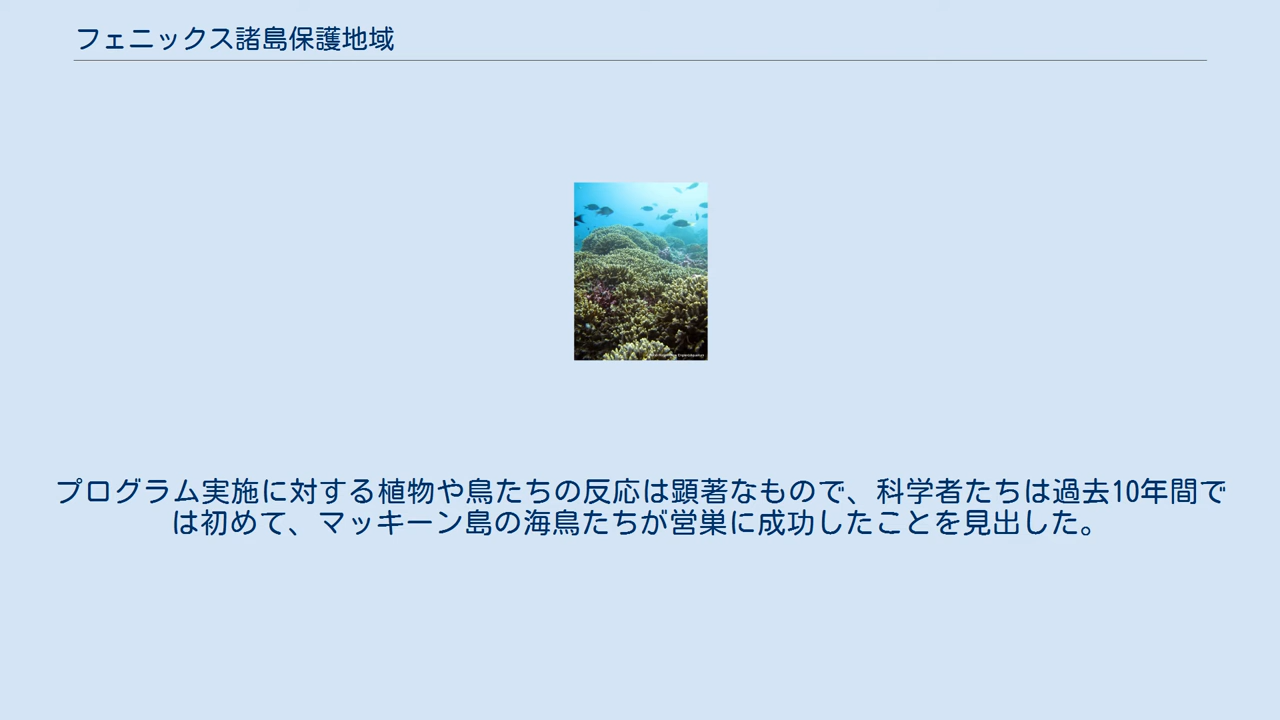 フェニックス諸島保護地域
プログラム実施に対する植物や鳥たちの反応は顕著なもので、科学者たちは過去10年間で
は初めて、マッキーン島の海鳥たちが営巣に成功したことを見出した。